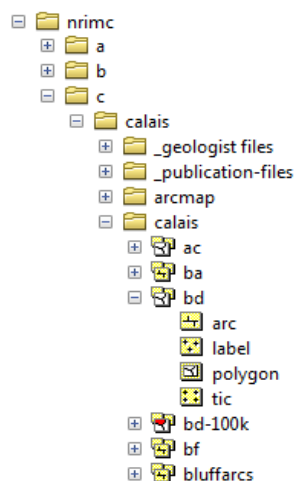 nrimc
a
b
c
calais
_geologist files
_publication-files
arcmap
calais
ac
ba
bd
arc
label
polygon
tic
bd-100k
bf
bluffarcs